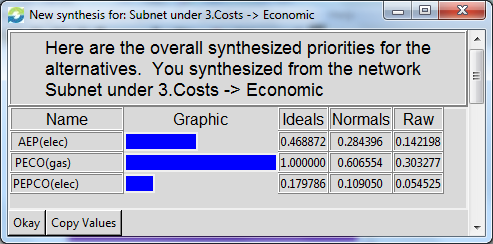 New synthesis for: Subnet under 3.Costs -> Economic
Here are the overall synthesized priorities for the
alternatives. You synthesized from the network
Subnet under 3.Costs -> Economic
Name Graphic Ideals Normals Raw
AEP(elec) 0.468872 0.284396 0.142198
PECO(gas) 1.000000 0.606554 0.303277
PEPCO(elec) 0.179786 0.109050 0.054525
Okay Copy Values